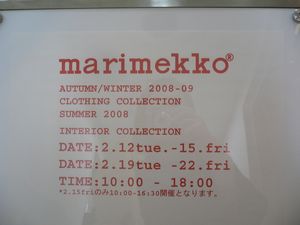 marimekko®
AUTUMN/WINTER 2008-09
CLOTHING COLLECTION
SUMMER 2008
INTERIOR COLLECTION
DATE:2.12tue.-15.fri
DATE:2.19tue -22.fri
TIME:10:00 - 18:00
*2.15friのみ10:00-16:30開催となります。